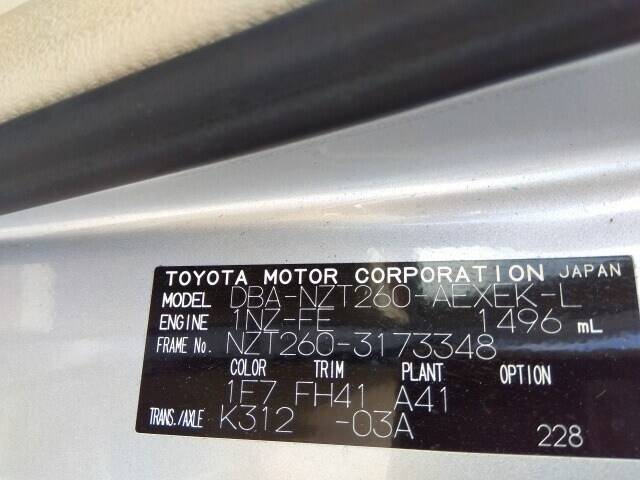 TOYOTA MOTOR CORPORATION JAPAN
MODEL DBA-NZT260-AEXEK-L
ENGINE 1NZ-FE 1496 mL
FRAME No. NZT260-3173348
COLOR TRIM PLANT OPTION
1E7 FH41 A41
TRANS./AXLE K312 -03A
228